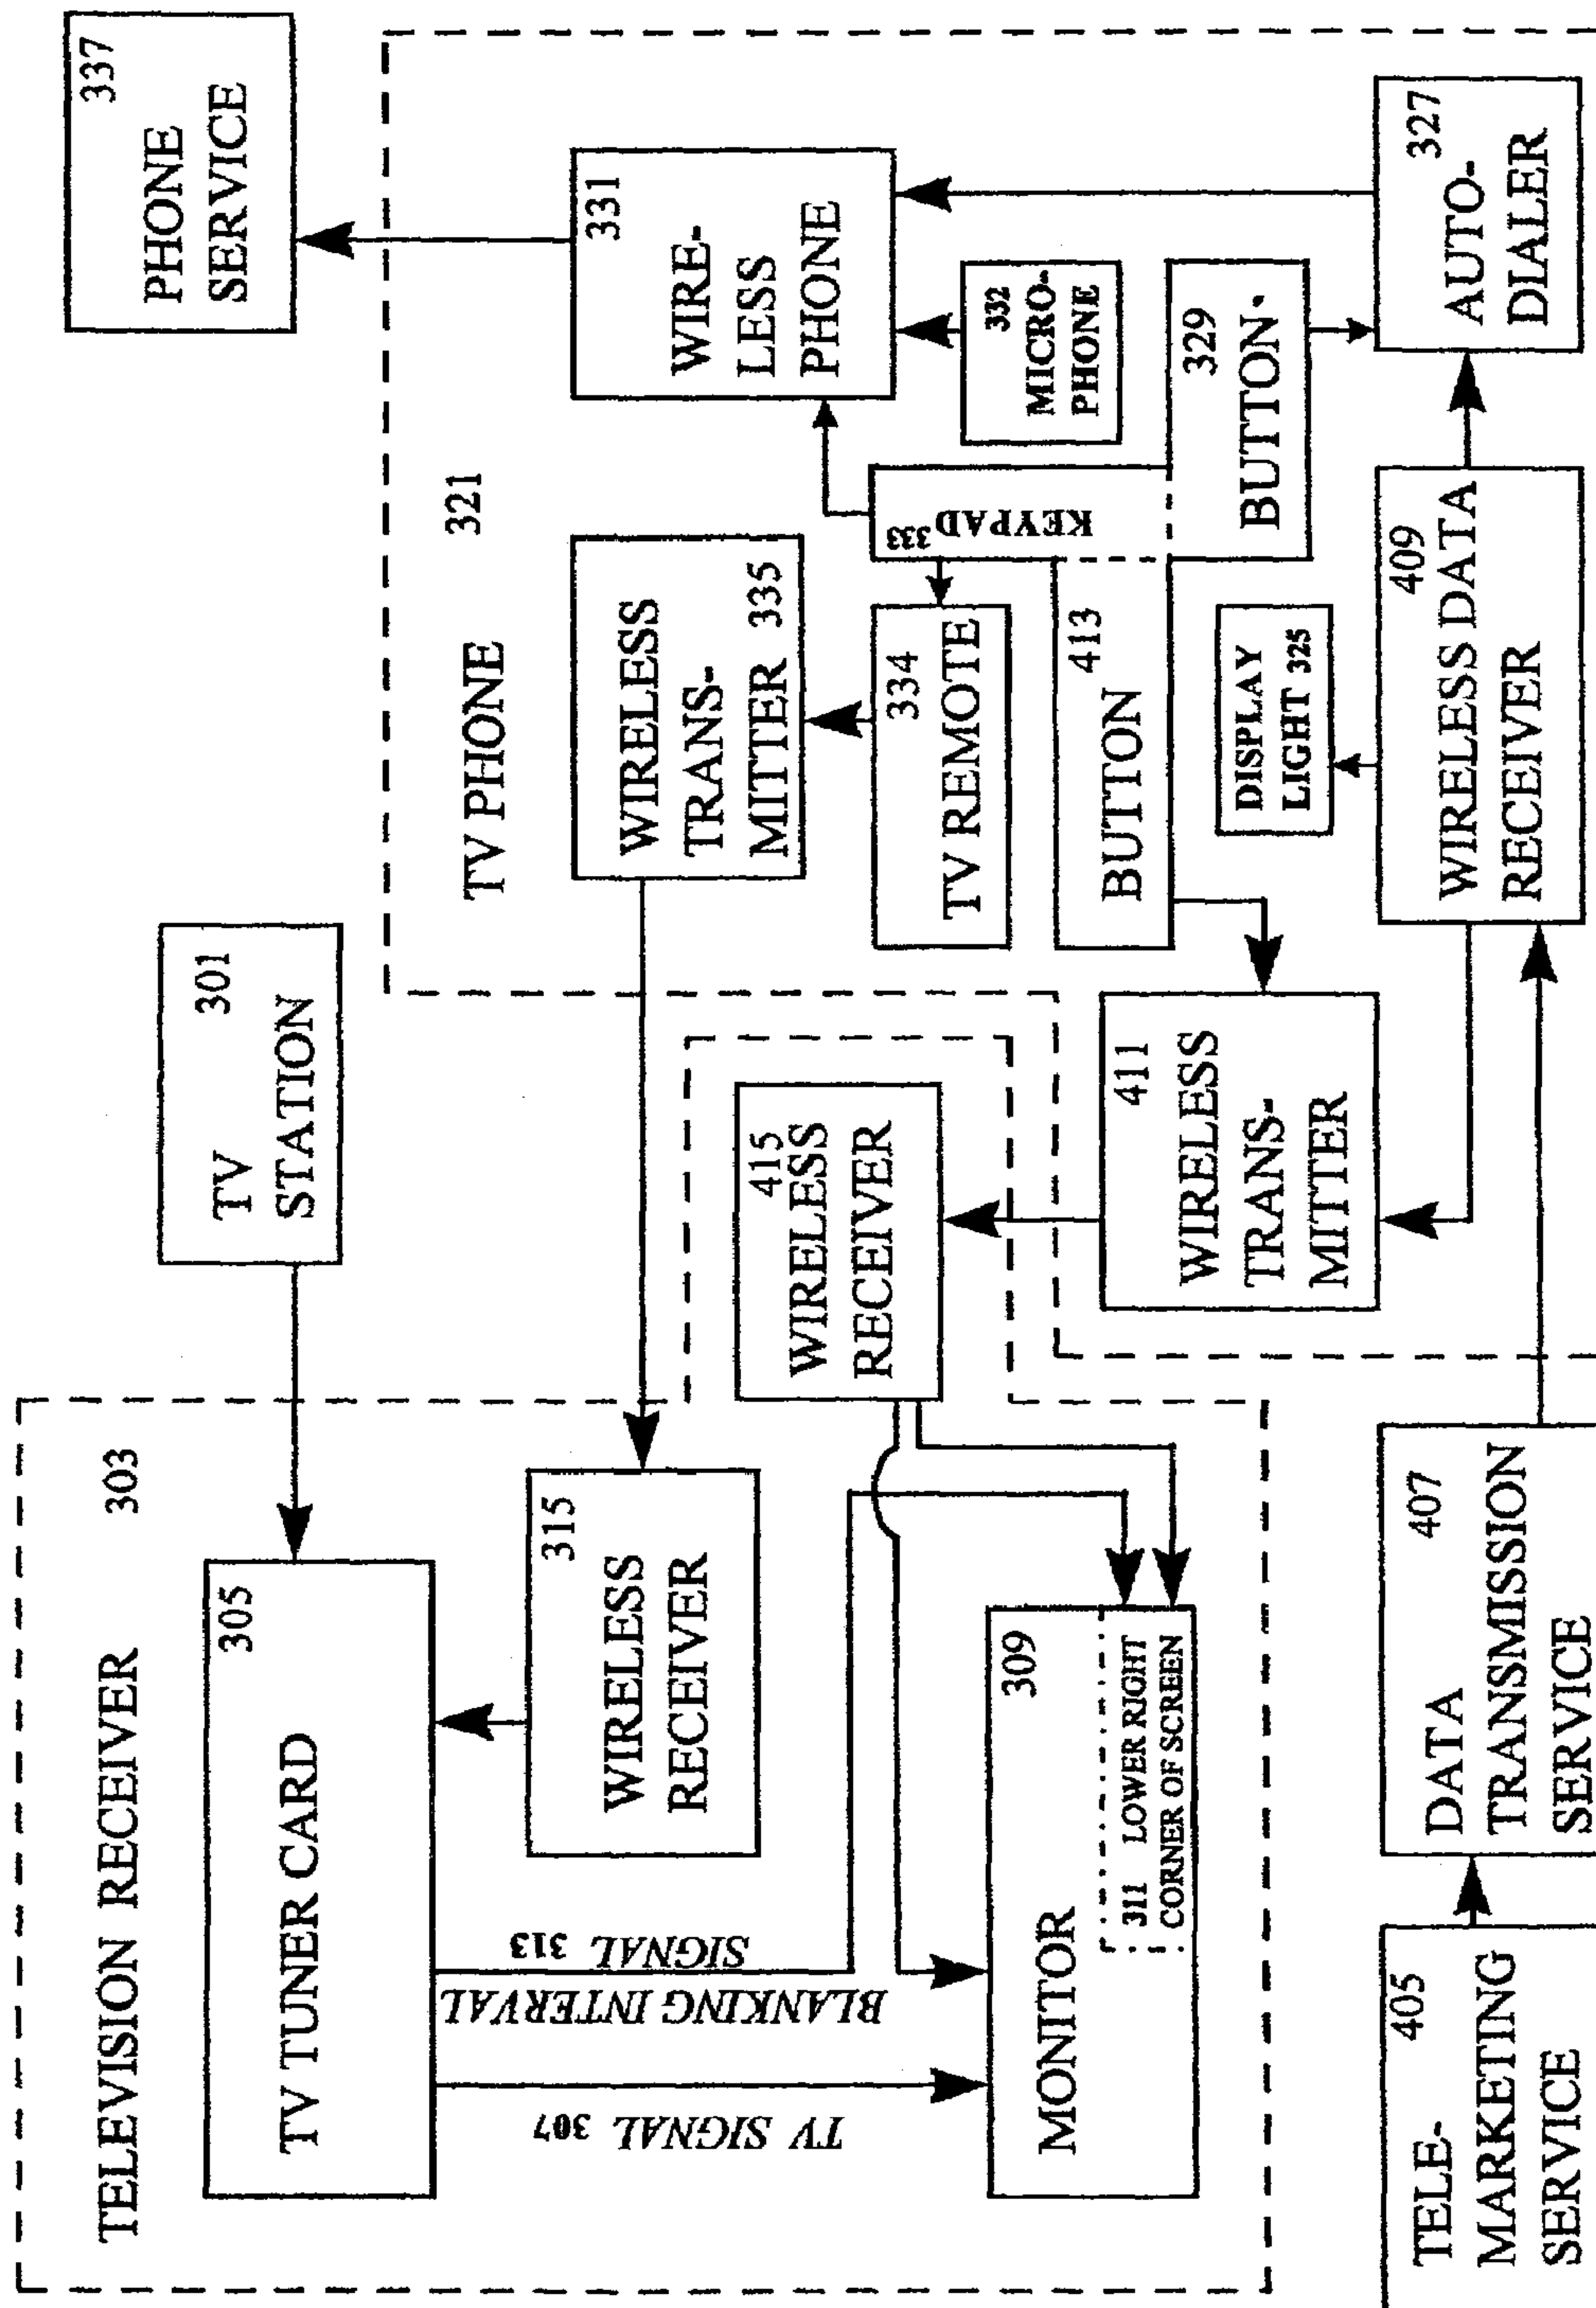 TELEVISION RECEIVER 303
305
TV TUNER CARD
315
WIRELESS
RECEIVER
TV SIGNAL 307
BLANKING INTERVAL
SIGNAL 313
309
MONITOR
311 LOWER RIGHT
CORNER OF SCREEN
301
TV
STATION
415
WIRELESS
RECEIVER
TV PHONE 321
337
PHONE
SERVICE
331
WIRE-
LESS
PHONE
332
MICRO-
PHONE
WIRELESS
TRANS-
MITTER 335
334
TV REMOTE
KEYPAD
333
413
BUTTON
329
BUTTON-
327
AUTO-
DIALER
DISPLAY
LIGHT 325
411
WIRELESS
TRANS-
MITTER
409
WIRELESS DATA
RECEIVER
405
TELE-
MARKETING
SERVICE
407
DATA
TRANSMISSION
SERVICE